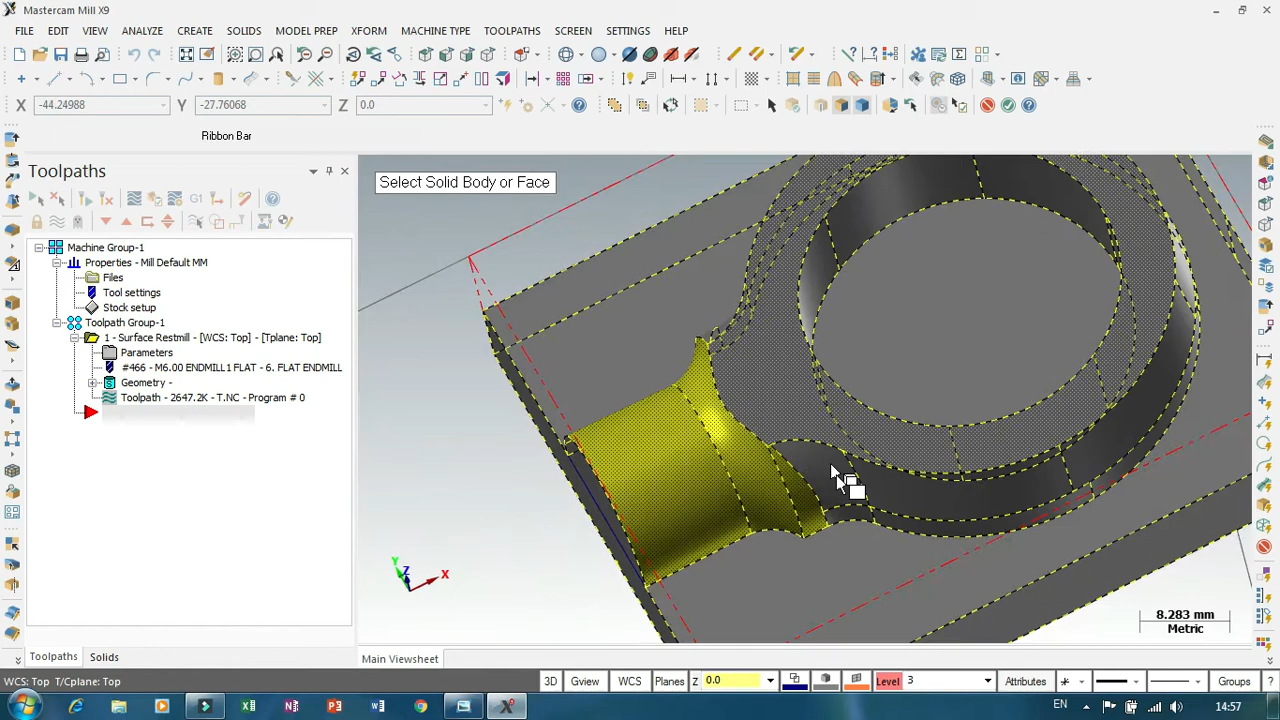 Mastercam Mill X9
FILE EDIT VIEW ANALYZE CREATE SOLIDS MODEL PREP XFORM MACHINE TYPE TOOLPATHS SCREEN SETTINGS HELP
X -44.24988 Y -27.76068 Z 0.0
Ribbon Bar
Toolpaths
Select Solid Body or Face
G1
Machine Group-1
Properties - Mill Default MM
Files
Tool settings
Stock setup
Toolpath Group-1
1 - Surface Restmill - [WCS: Top] - [Tplane: Top]
Parameters
#466 - M6.00 ENDMILL1 FLAT - 6. FLAT ENDMILL
Geometry -
Toolpath - 2647.2K - T.NC - Program # 0
Y
Z
X
8.283 mm
Metric
Toolpaths Solids
Main Viewsheet
WCS: Top T/Cplane: Top 3D Gview WCS Planes Z 0.0 Level 3 Attributes Groups ?
EN 14:57